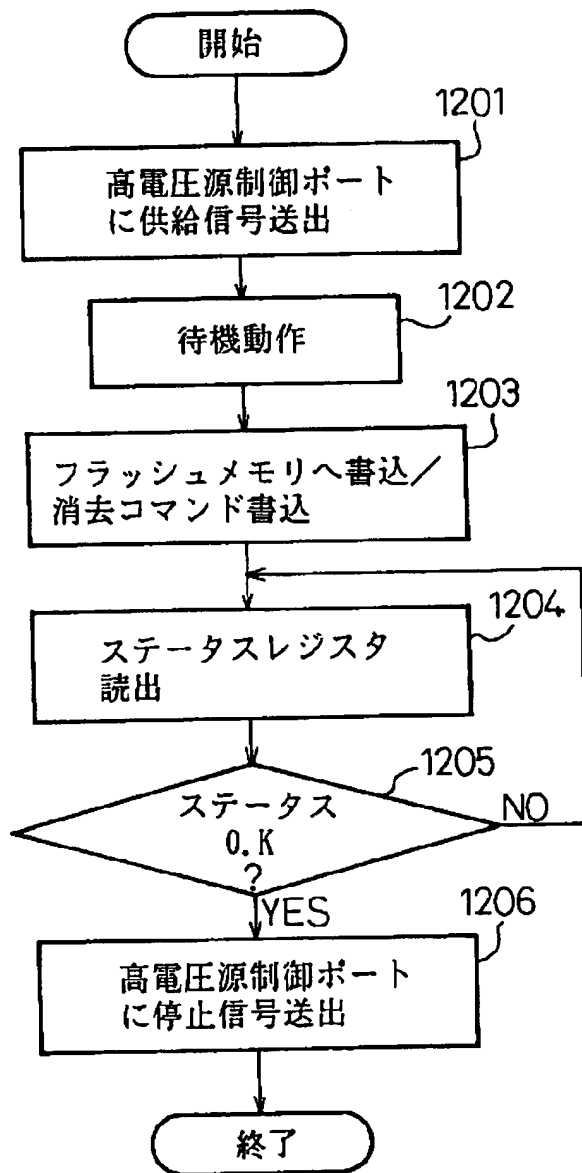 開始
1201
高電圧源制御ポート
に供給信号送出
1202
待機動作
1203
フラッシュメモリへ書込/
消去コマンド書込
1204
ステータスレジスタ
読出
1205
ステータス
O.K
?
NO
YES
1206
高電圧源制御ポート
に停止信号送出
終了